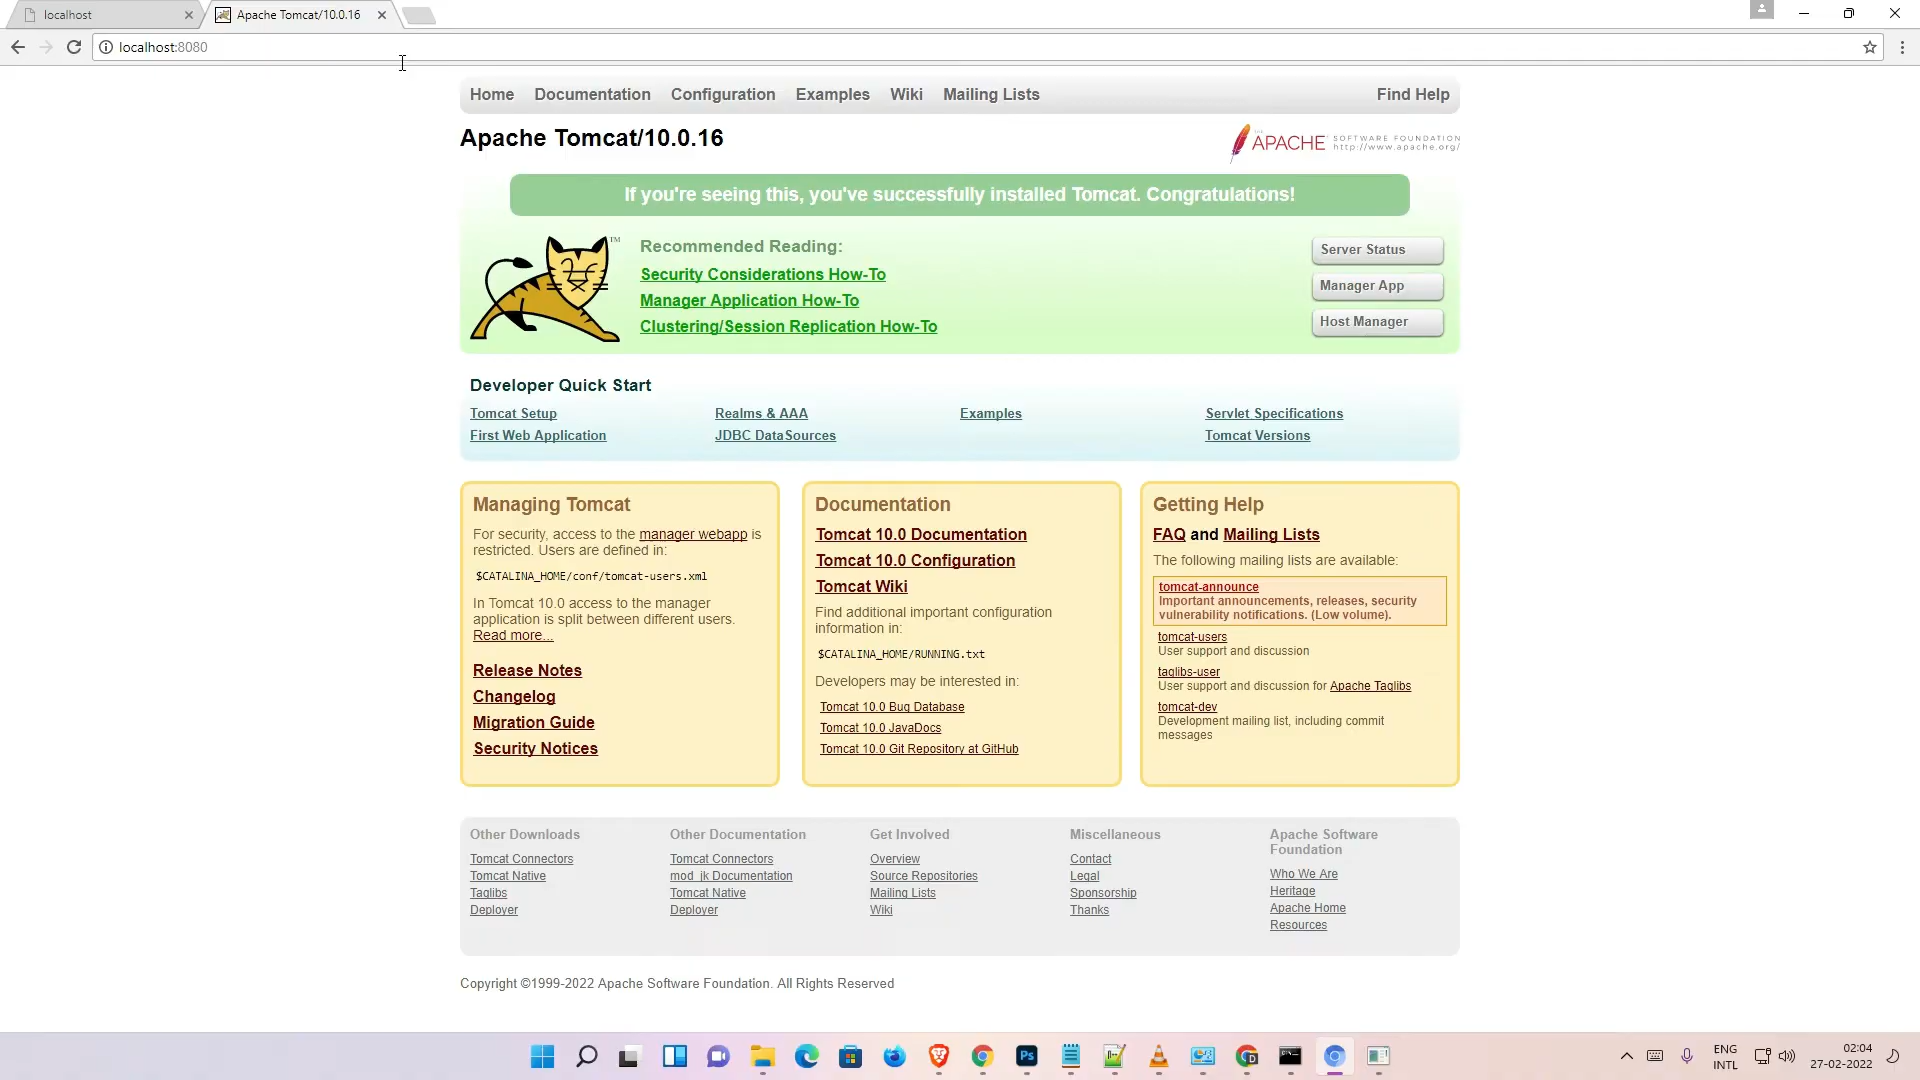 localhost
Apache Tomcat/10.0.16
localhost:8080
Home Documentation Configuration Examples Wiki Mailing Lists Find Help
Apache Tomcat/10.0.16
THE APACHE SOFTWARE FOUNDATION
http://www.apache.org/
If you're seeing this, you've successfully installed Tomcat. Congratulations!
TM
Recommended Reading:
Security Considerations How-To
Manager Application How-To
Clustering/Session Replication How-To
Server Status
Manager App
Host Manager
Developer Quick Start
Tomcat Setup
First Web Application
Realms & AAA
JDBC DataSources
Examples
Servlet Specifications
Tomcat Versions
Managing Tomcat
For security, access to the manager webapp is
restricted. Users are defined in:
$CATALINA_HOME/conf/tomcat-users.xml
In Tomcat 10.0 access to the manager
application is split between different users.
Read more...
Release Notes
Changelog
Migration Guide
Security Notices
Documentation
Tomcat 10.0 Documentation
Tomcat 10.0 Configuration
Tomcat Wiki
Find additional important configuration
information in:
$CATALINA_HOME/RUNNING.txt
Developers may be interested in:
Tomcat 10.0 Bug Database
Tomcat 10.0 JavaDocs
Tomcat 10.0 Git Repository at GitHub
Getting Help
FAQ and Mailing Lists
The following mailing lists are available:
tomcat-announce
Important announcements, releases, security
vulnerability notifications. (Low volume).
tomcat-users
User support and discussion
taglibs-user
User support and discussion for Apache Taglibs
tomcat-dev
Development mailing list, including commit
messages
Other Downloads
Tomcat Connectors
Tomcat Native
Taglibs
Deployer
Other Documentation
Tomcat Connectors
mod_jk Documentation
Tomcat Native
Deployer
Get Involved
Overview
Source Repositories
Mailing Lists
Wiki
Miscellaneous
Contact
Legal
Sponsorship
Thanks
Apache Software
Foundation
Who We Are
Heritage
Apache Home
Resources
Copyright ©1999-2022 Apache Software Foundation. All Rights Reserved
Ps
D
ENG
INTL
02:04
27-02-2022